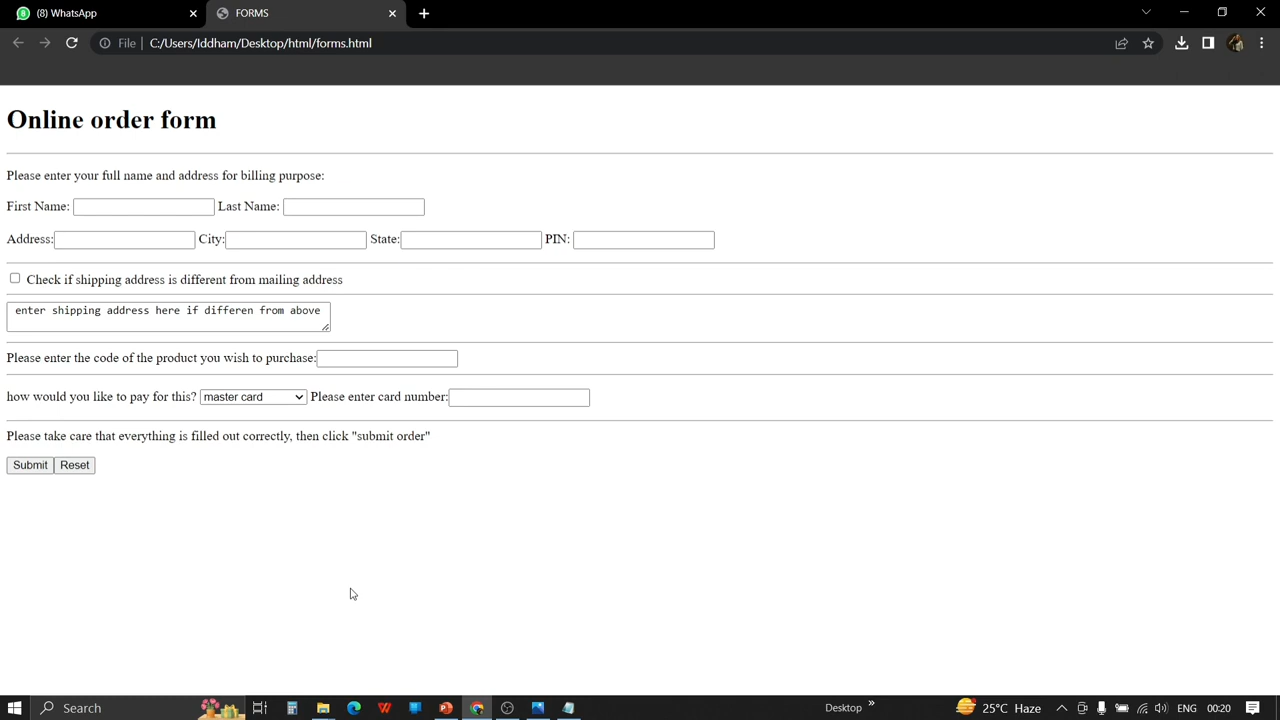 (8) WhatsApp
FORMS
File C:/Users/Iddham/Desktop/html/forms.html
Online order form
Please enter your full name and address for billing purpose:
First Name: Last Name:
Address: City: State: PIN:
Check if shipping address is different from mailing address
enter shipping address here if differen from above
Please enter the code of the product you wish to purchase:
how would you like to pay for this? master card Please enter card number:
Please take care that everything is filled out correctly, then click "submit order"
Submit Reset
Search Desktop 25°C Haze ENG 00:20